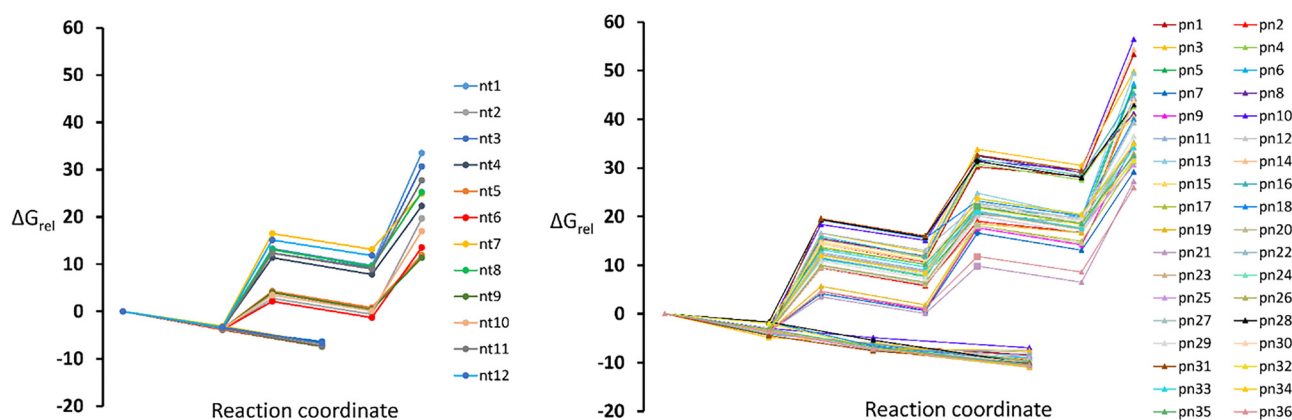 60
50
40
30
20
10
0
-10
-20
ΔGrel
Reaction coordinate
nt1
nt2
nt3
nt4
nt5
nt6
nt7
nt8
nt9
nt10
nt11
nt12
60
50
40
30
20
10
0
-10
-20
ΔGrel
Reaction coordinate
pn1 pn2
pn3 pn4
pn5 pn6
pn7 pn8
pn9 pn10
pn11 pn12
pn13 pn14
pn15 pn16
pn17 pn18
pn19 pn20
pn21 pn22
pn23 pn24
pn25 pn26
pn27 pn28
pn29 pn30
pn31 pn32
pn33 pn34
pn35 pn36